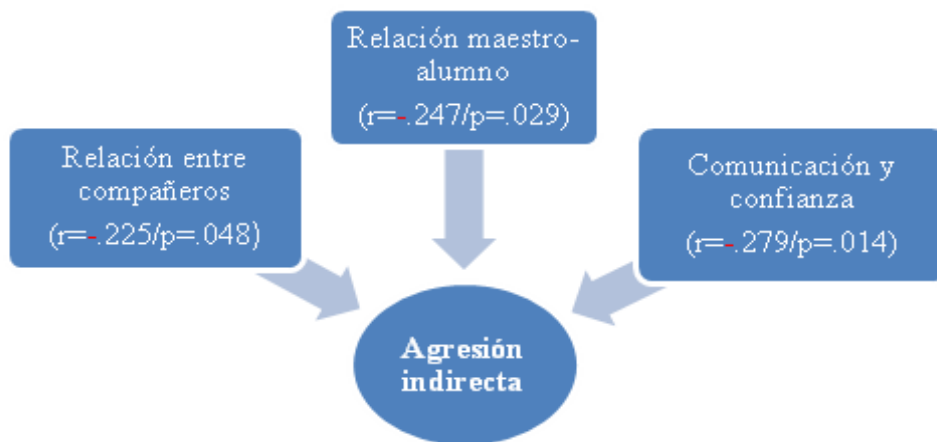 Relación maestro-
alumno
(r=-.247/p=.029)
Relación entre
compañeros
(r=-.225/p=.048)
Comunicación y
confianza
(r=-.279/p=.014)
Agresión
indirecta